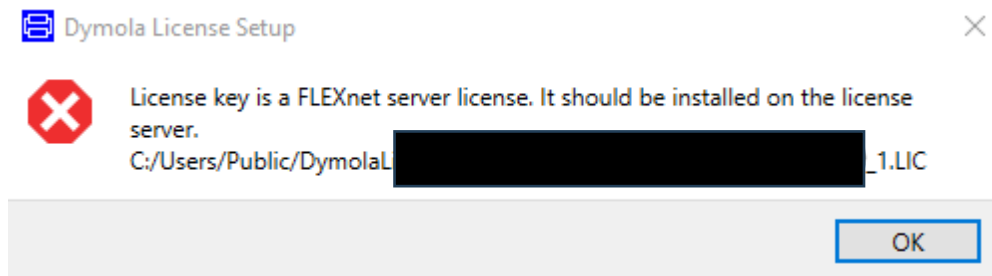 Dymola License Setup
License key is a FLEXnet server license. It should be installed on the license
server.
C:/Users/Public/DymolaLi _1.LIC
OK